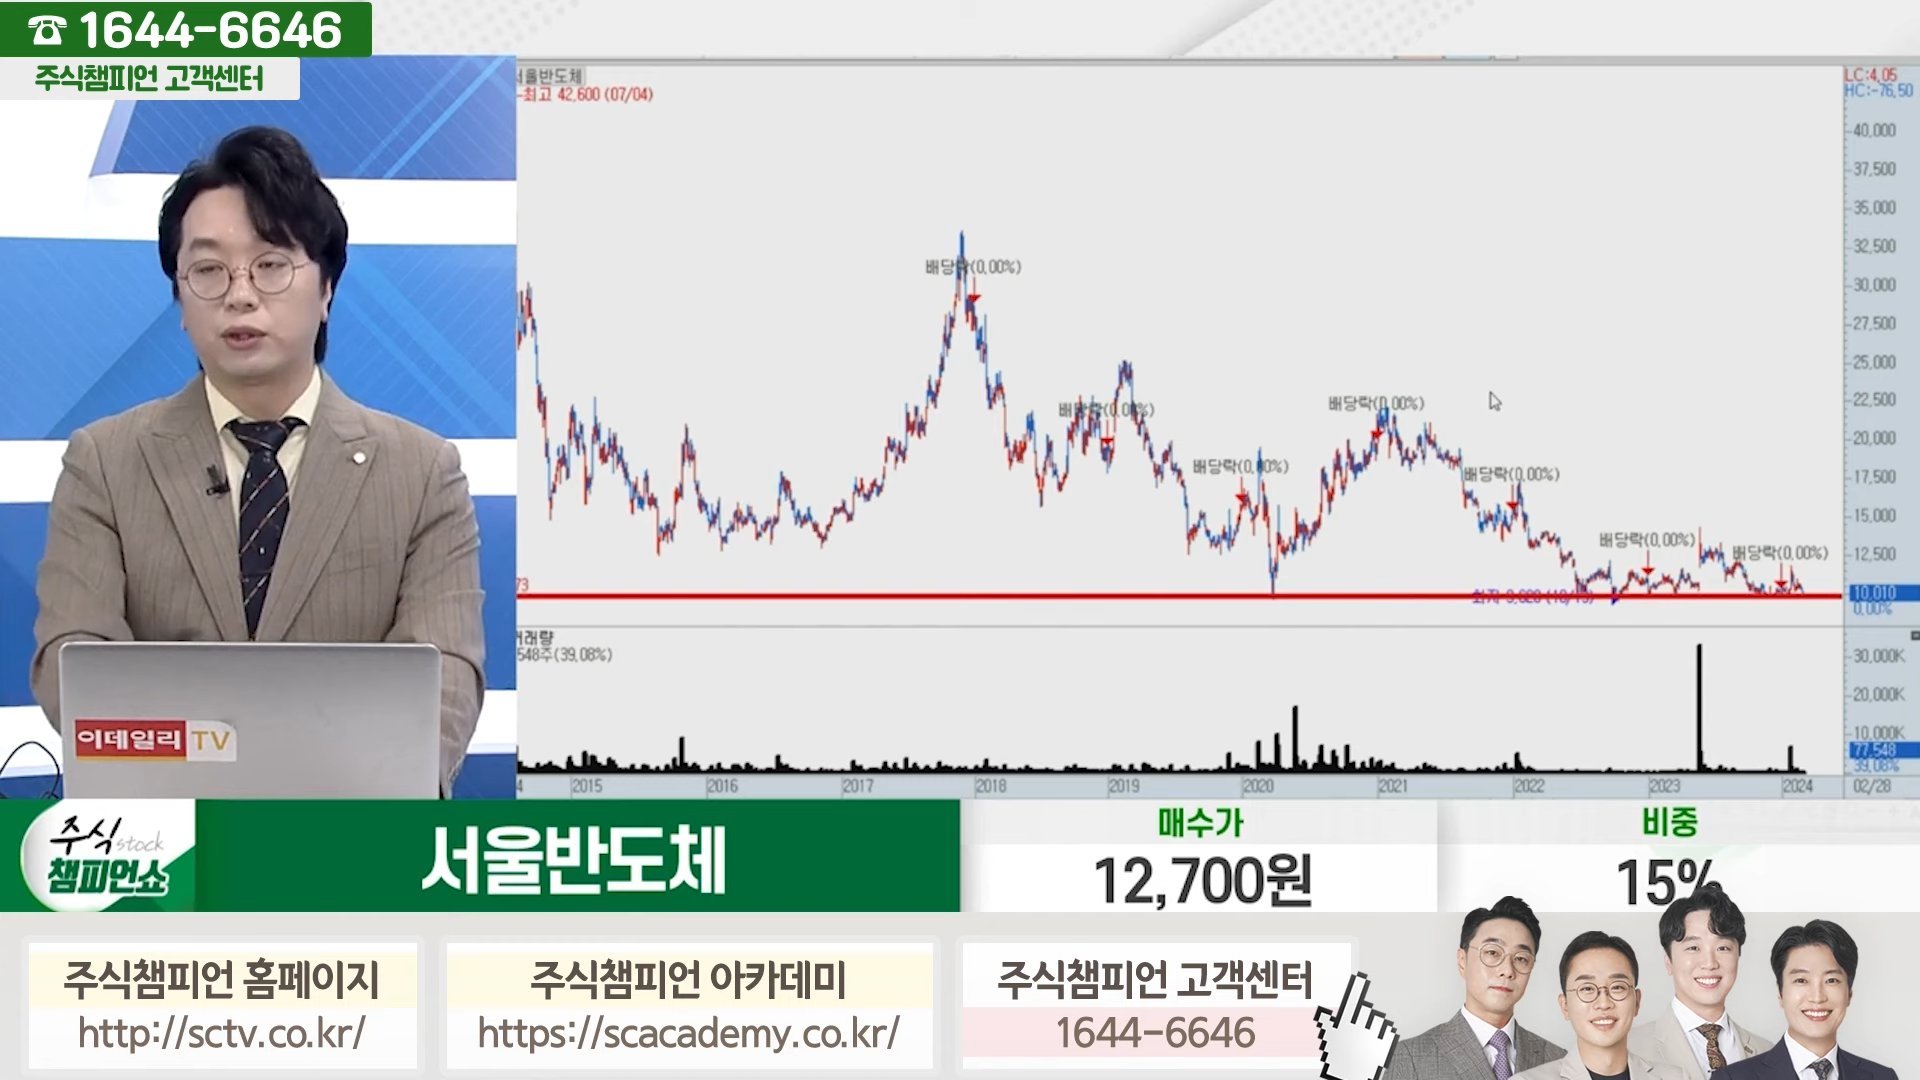 ☎ 1644-6646
주식챔피언 고객센터
서울반도체
최고 42,600 (07/04)
LC:4,05
HC:-76,50
40,000
37,500
35,000
32,500
30,000
27,500
25,000
22,500
20,000
17,500
15,000
12,500
10,010
0,00%
배당락(0,00%)
배당락(0,00%)
배당락(0,00%)
배당락(0,00%)
배당락(0,00%)
배당락(0,00%)
배당락(0,00%)
73
거래량
548주(39,08%)
30,000K
20,000K
10,000K
77,548
39,08%
4 2015 2016 2017 2018 2019 2020 2021 2022 2023 2024 02/28
이데일리 TV
주식 stock
챔피언쇼
서울반도체
매수가
12,700원
비중
15%
주식챔피언 홈페이지
http://sctv.co.kr/
주식챔피언 아카데미
https://scacademy.co.kr/
주식챔피언 고객센터
1644-6646